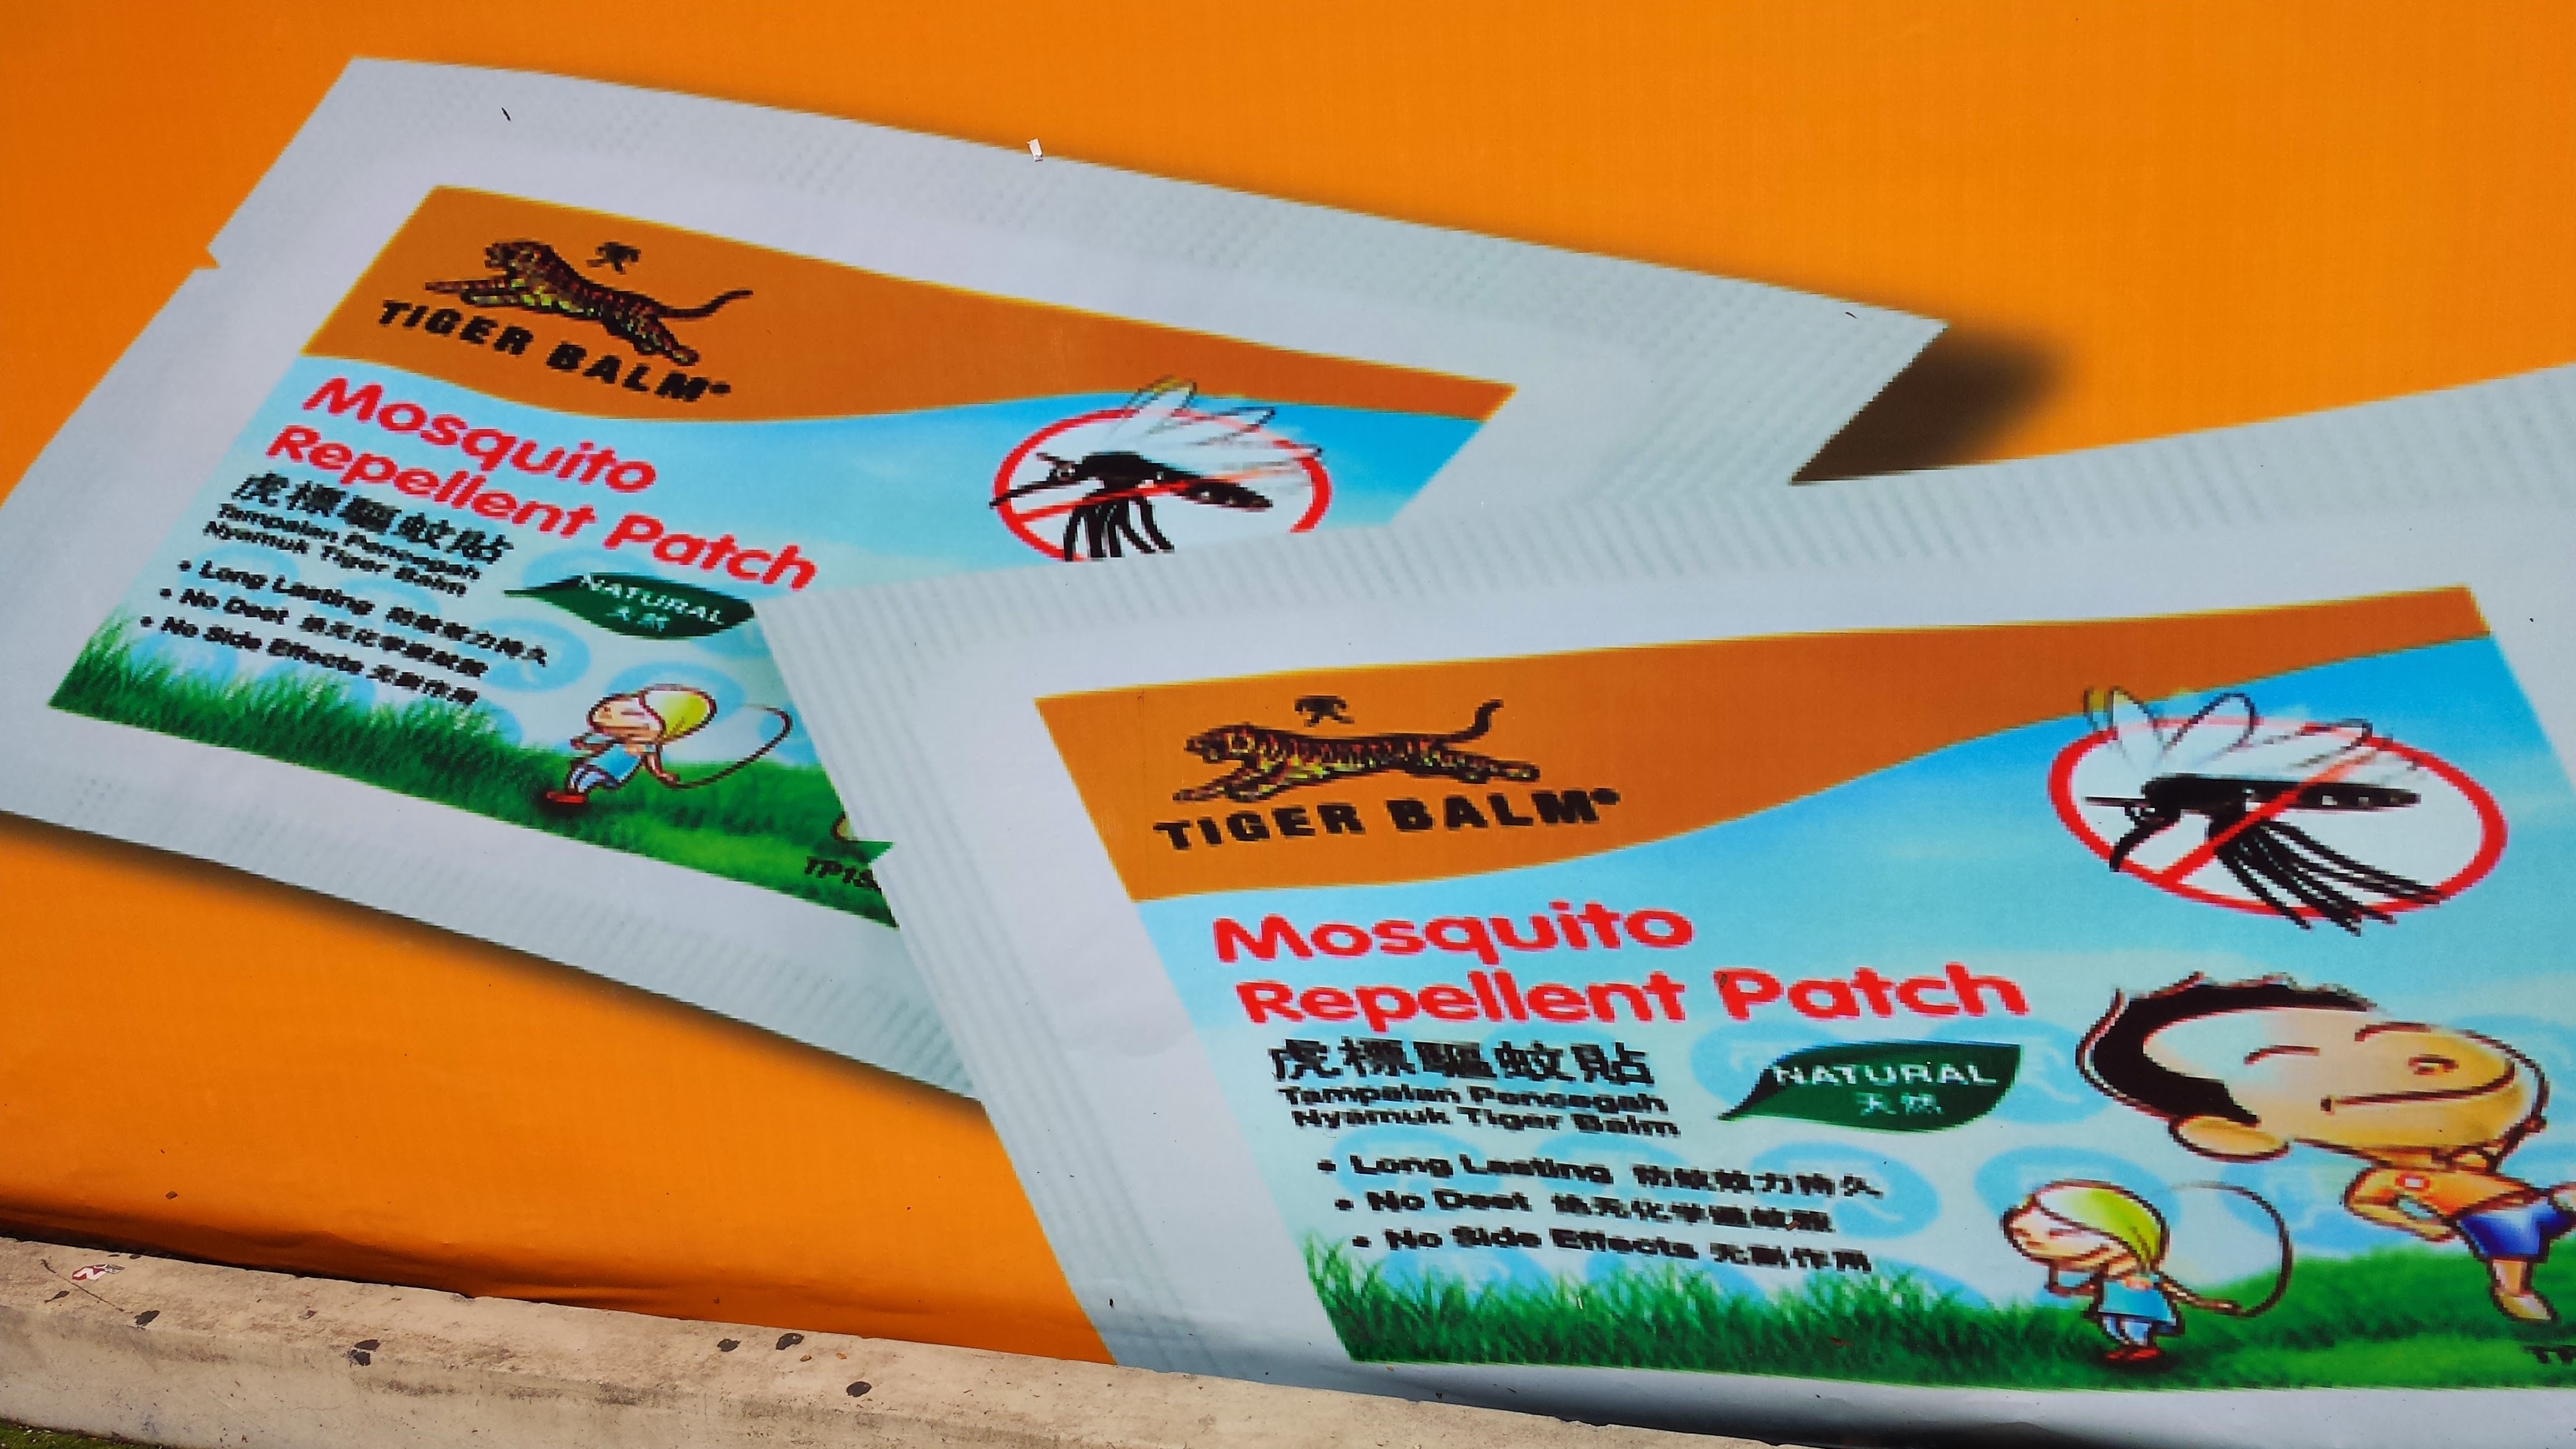 TIGER BALM®
Mosquito
Repellent Patch
虎標驅蚊貼
Tampalan Pencegah
Nyamuk Tiger Balm
NATURAL
天然
• Long Lasting
• No Deet
• No Side Effects 无副作用
TIGER BALM®
Mosquito
Repellent Patch
虎標驅蚊貼
Tampalan Pencegah
Nyamuk Tiger Balm
NATURAL
天然
• Long Lasting
• No Deet
• No Side Effects 无副作用